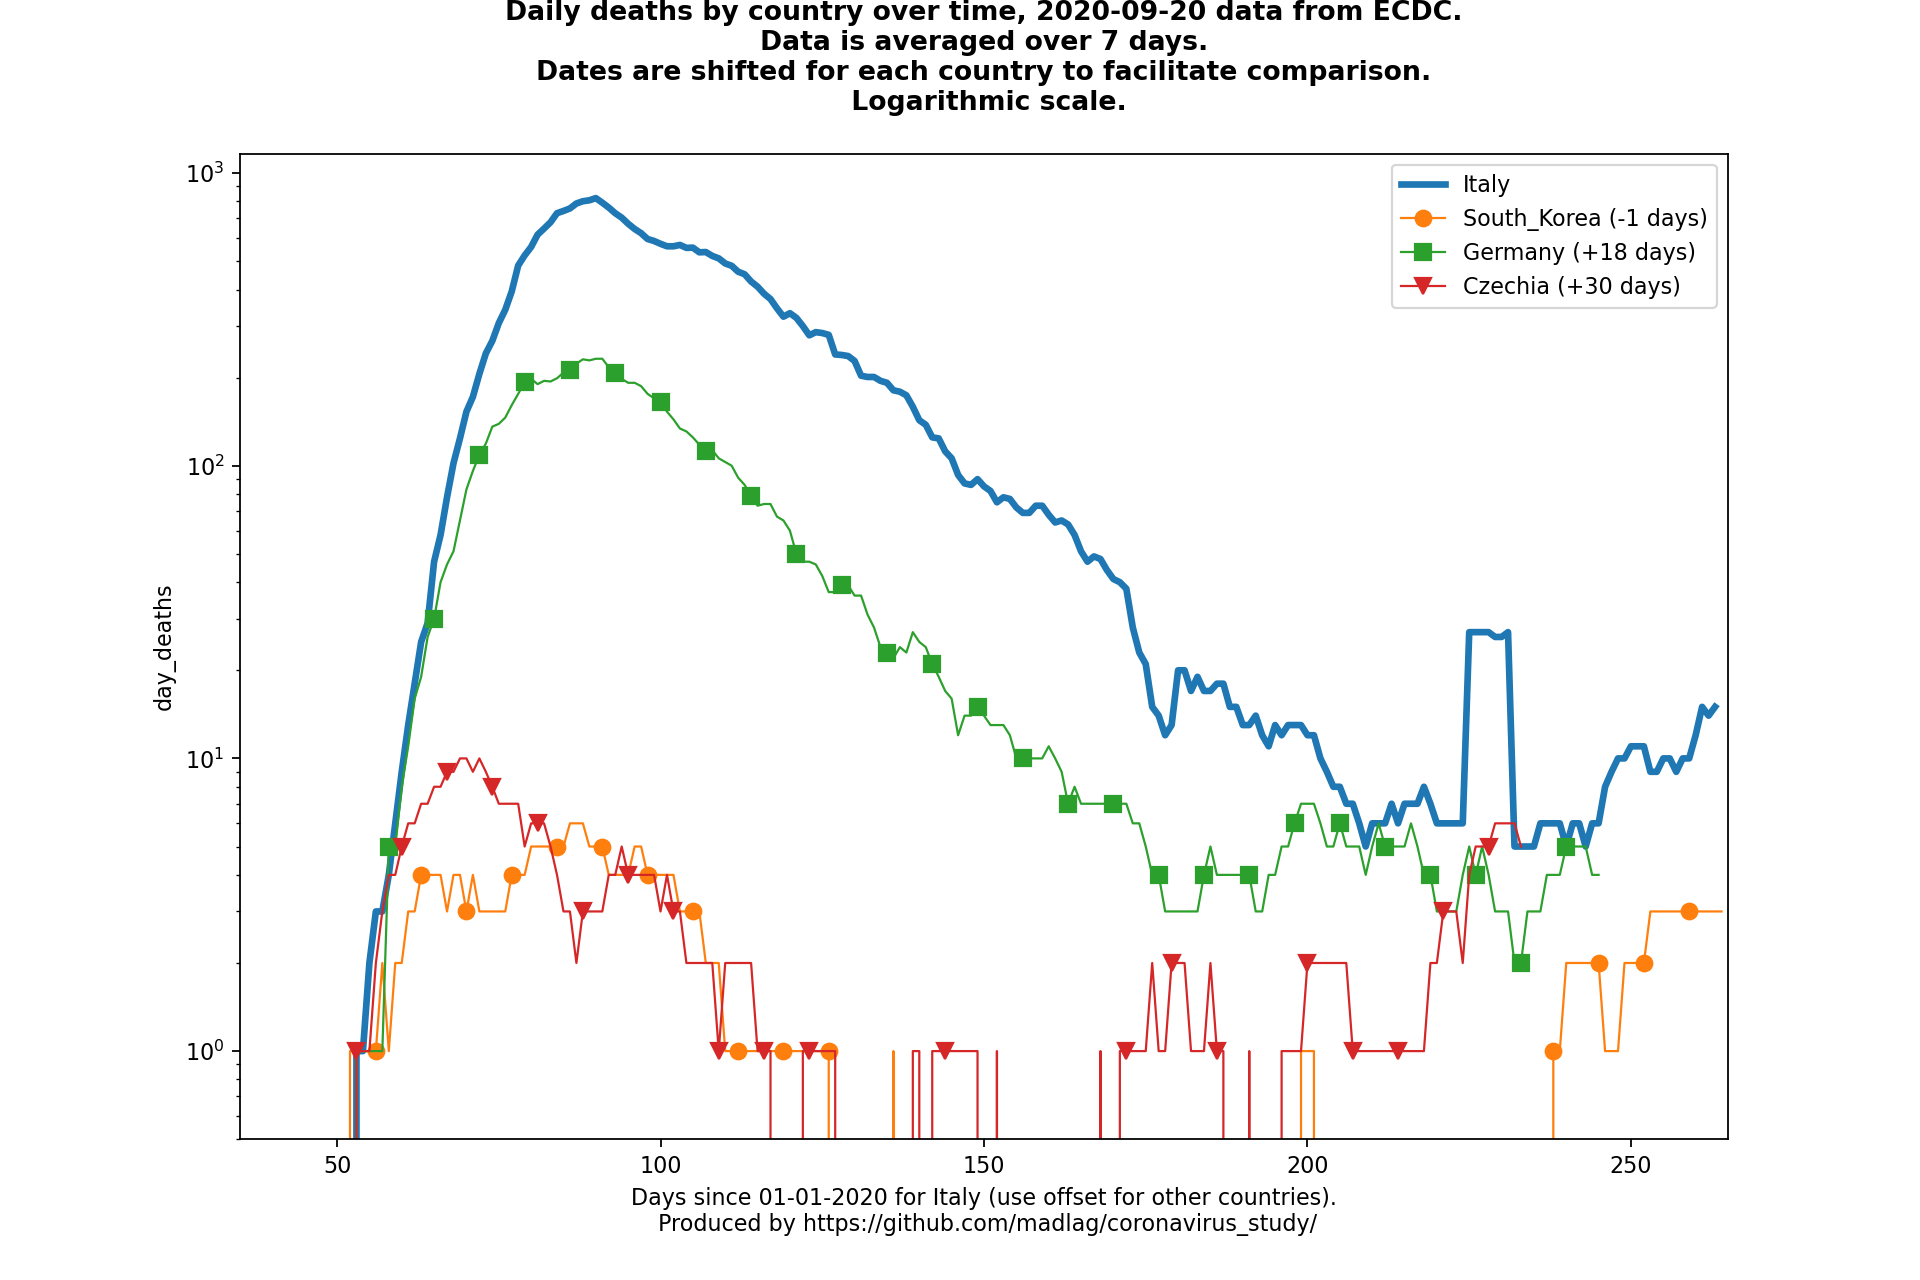 Daily deaths by country over time, 2020-09-20 data from ECDC.
Data is averaged over 7 days.
Dates are shifted for each country to facilitate comparison.
Logarithmic scale.
10³
10²
10¹
10⁰
day_deaths
Italy
South_Korea (-1 days)
Germany (+18 days)
Czechia (+30 days)
50 100 150 200 250
Days since 01-01-2020 for Italy (use offset for other countries).
Produced by https://github.com/madlag/coronavirus_study/